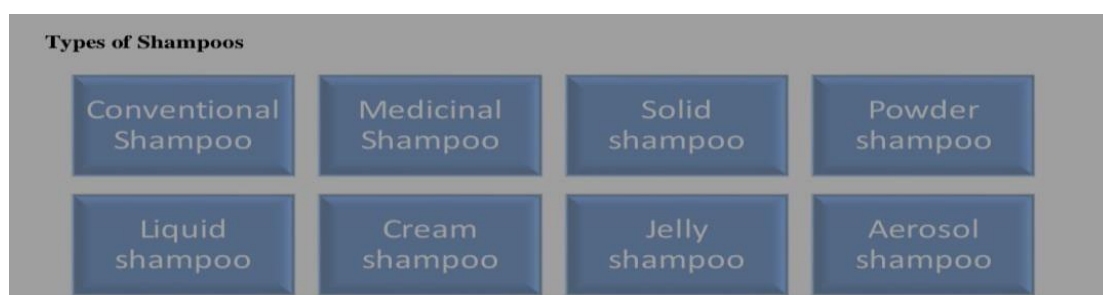 Types of Shampoos
Conventional
Shampoo
Medicinal
Shampoo
Solid
shampoo
Powder
shampoo
Liquid
shampoo
Cream
shampoo
Jelly
shampoo
Aerosol
shampoo